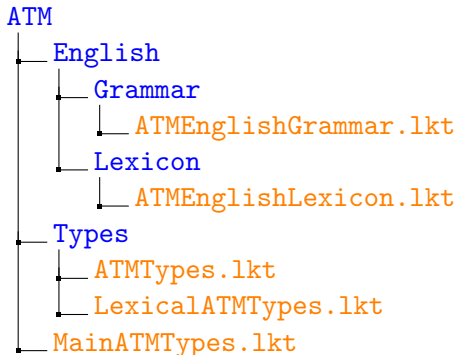 ATM
English
Grammar
ATMEnglishGrammar.lkt
Lexicon
ATMEnglishLexicon.lkt
Types
ATMTypes.lkt
LexicalATMTypes.lkt
MainATMTypes.lkt